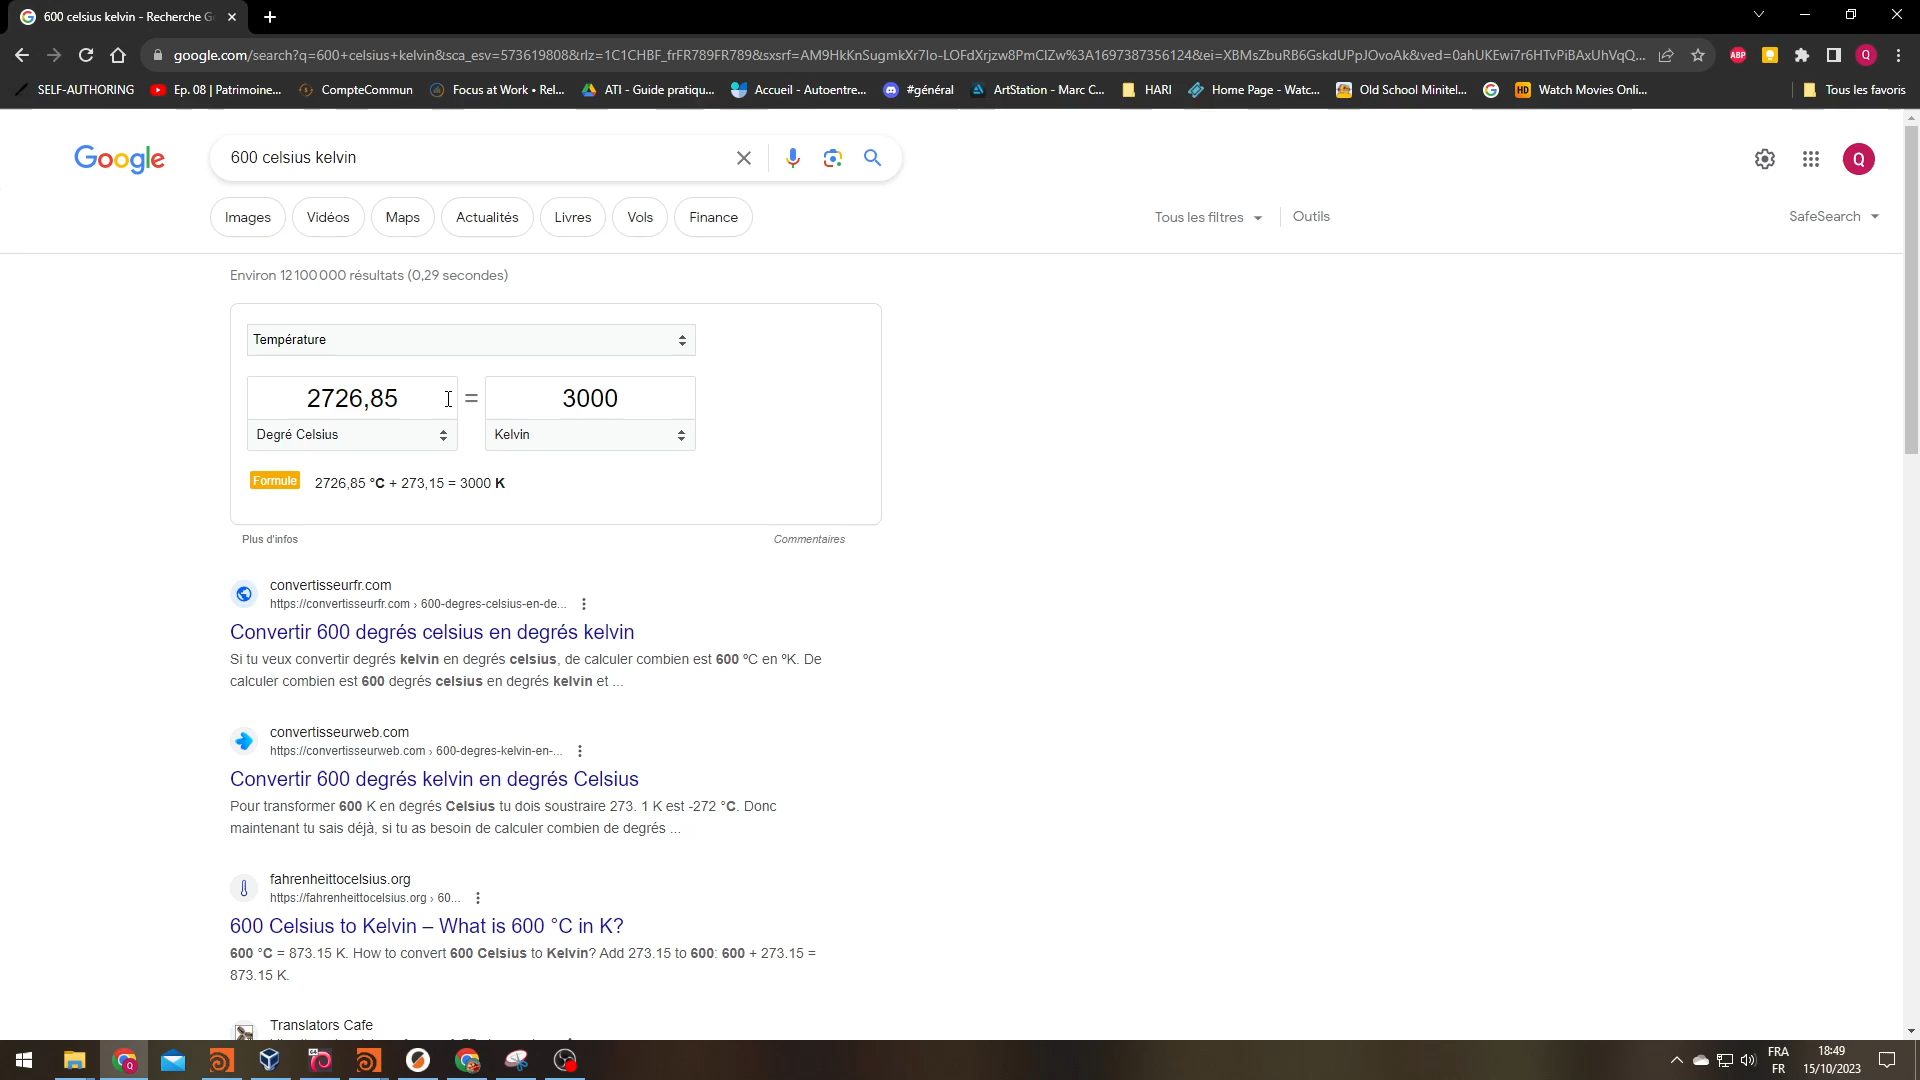 600 celsius kelvin - Recherche G
google.com/search?q=600+celsius+kelvin&sca_esv=573619808&rlz=1C1CHBF_frFR789FR789&sxsrf=AM9HkKnSugmkXr7Io-LOFdXrjzw8PmClZw%3A1697387356124&ei=XBMsZbuRB6GskdUPpJOvoAk&ved=0ahUKEwi7r6HTvPiBAxUhVqQ...
ABP
Q
SELF-AUTHORING
Ep. 08 | Patrimoine...
CompteCommun
Focus at Work • Rel...
ATI - Guide pratiqu...
Accueil - Autoentre...
#général
ArtStation - Marc C...
HARI
Home Page - Watc...
Old School Minitel...
HD
Watch Movies Onli...
Tous les favoris
Google
600 celsius kelvin
Q
Images
Vidéos
Maps
Actualités
Livres
Vols
Finance
Tous les filtres
Outils
SafeSearch
Environ 12 100 000 résultats (0,29 secondes)
Température
2726,85 = 3000
Degré Celsius
Kelvin
Formule 2726,85 °C + 273,15 = 3000 K
Plus d'infos
Commentaires
convertisseurfr.com
https://convertisseurfr.com › 600-degres-celsius-en-de...
Convertir 600 degrés celsius en degrés kelvin
Si tu veux convertir degrés kelvin en degrés celsius, de calculer combien est 600 ºC en ºK. De
calculer combien est 600 degrés celsius en degrés kelvin et ...
convertisseurweb.com
https://convertisseurweb.com › 600-degres-kelvin-en-...
Convertir 600 degrés kelvin en degrés Celsius
Pour transformer 600 K en degrés Celsius tu dois soustraire 273. 1 K est -272 °C. Donc
maintenant tu sais déjà, si tu as besoin de calculer combien de degrés ...
fahrenheittocelsius.org
https://fahrenheittocelsius.org › 60...
600 Celsius to Kelvin – What is 600 °C in K?
600 °C = 873.15 K. How to convert 600 Celsius to Kelvin? Add 273.15 to 600: 600 + 273.15 =
873.15 K.
Translators Cafe
FRA
FR
18:49
15/10/2023